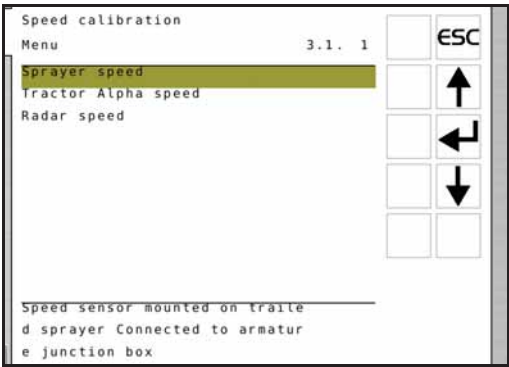 Speed calibration
Menu 3.1. 1
ESC
Sprayer speed
Tractor Alpha speed
Radar speed
Speed sensor mounted on traile
d sprayer Connected to armatur
e junction box